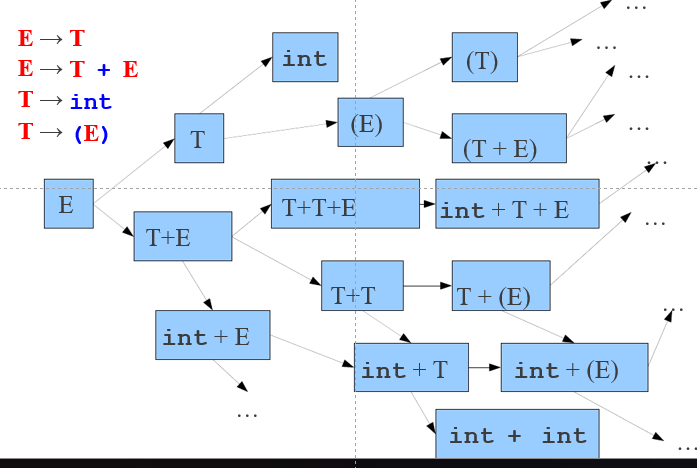 E → T
E → T + E
T → int
T → (E)
int
(T)
...
...
...
T
(E)
(T + E)
...
...
E
T+T+E
int + T + E
...
T+E
T+T
T + (E)
...
int + E
int + T
int + (E)
...
int + int
...